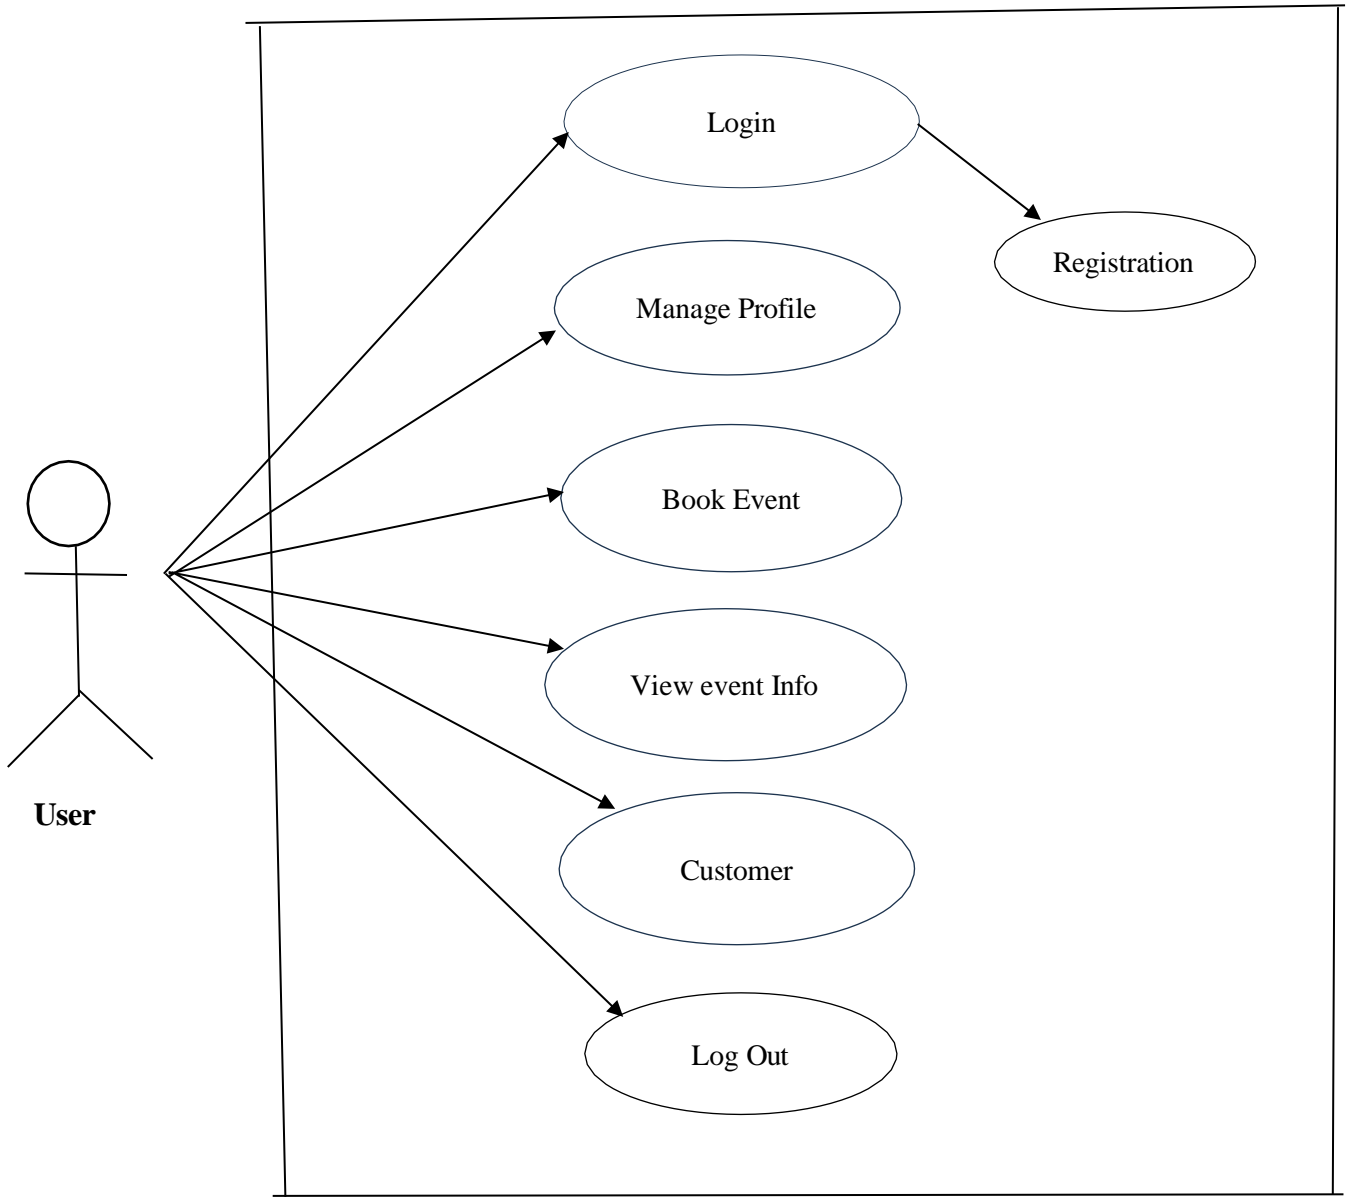 Login
Registration
Manage Profile
Book Event
View event Info
User
Customer
Log Out